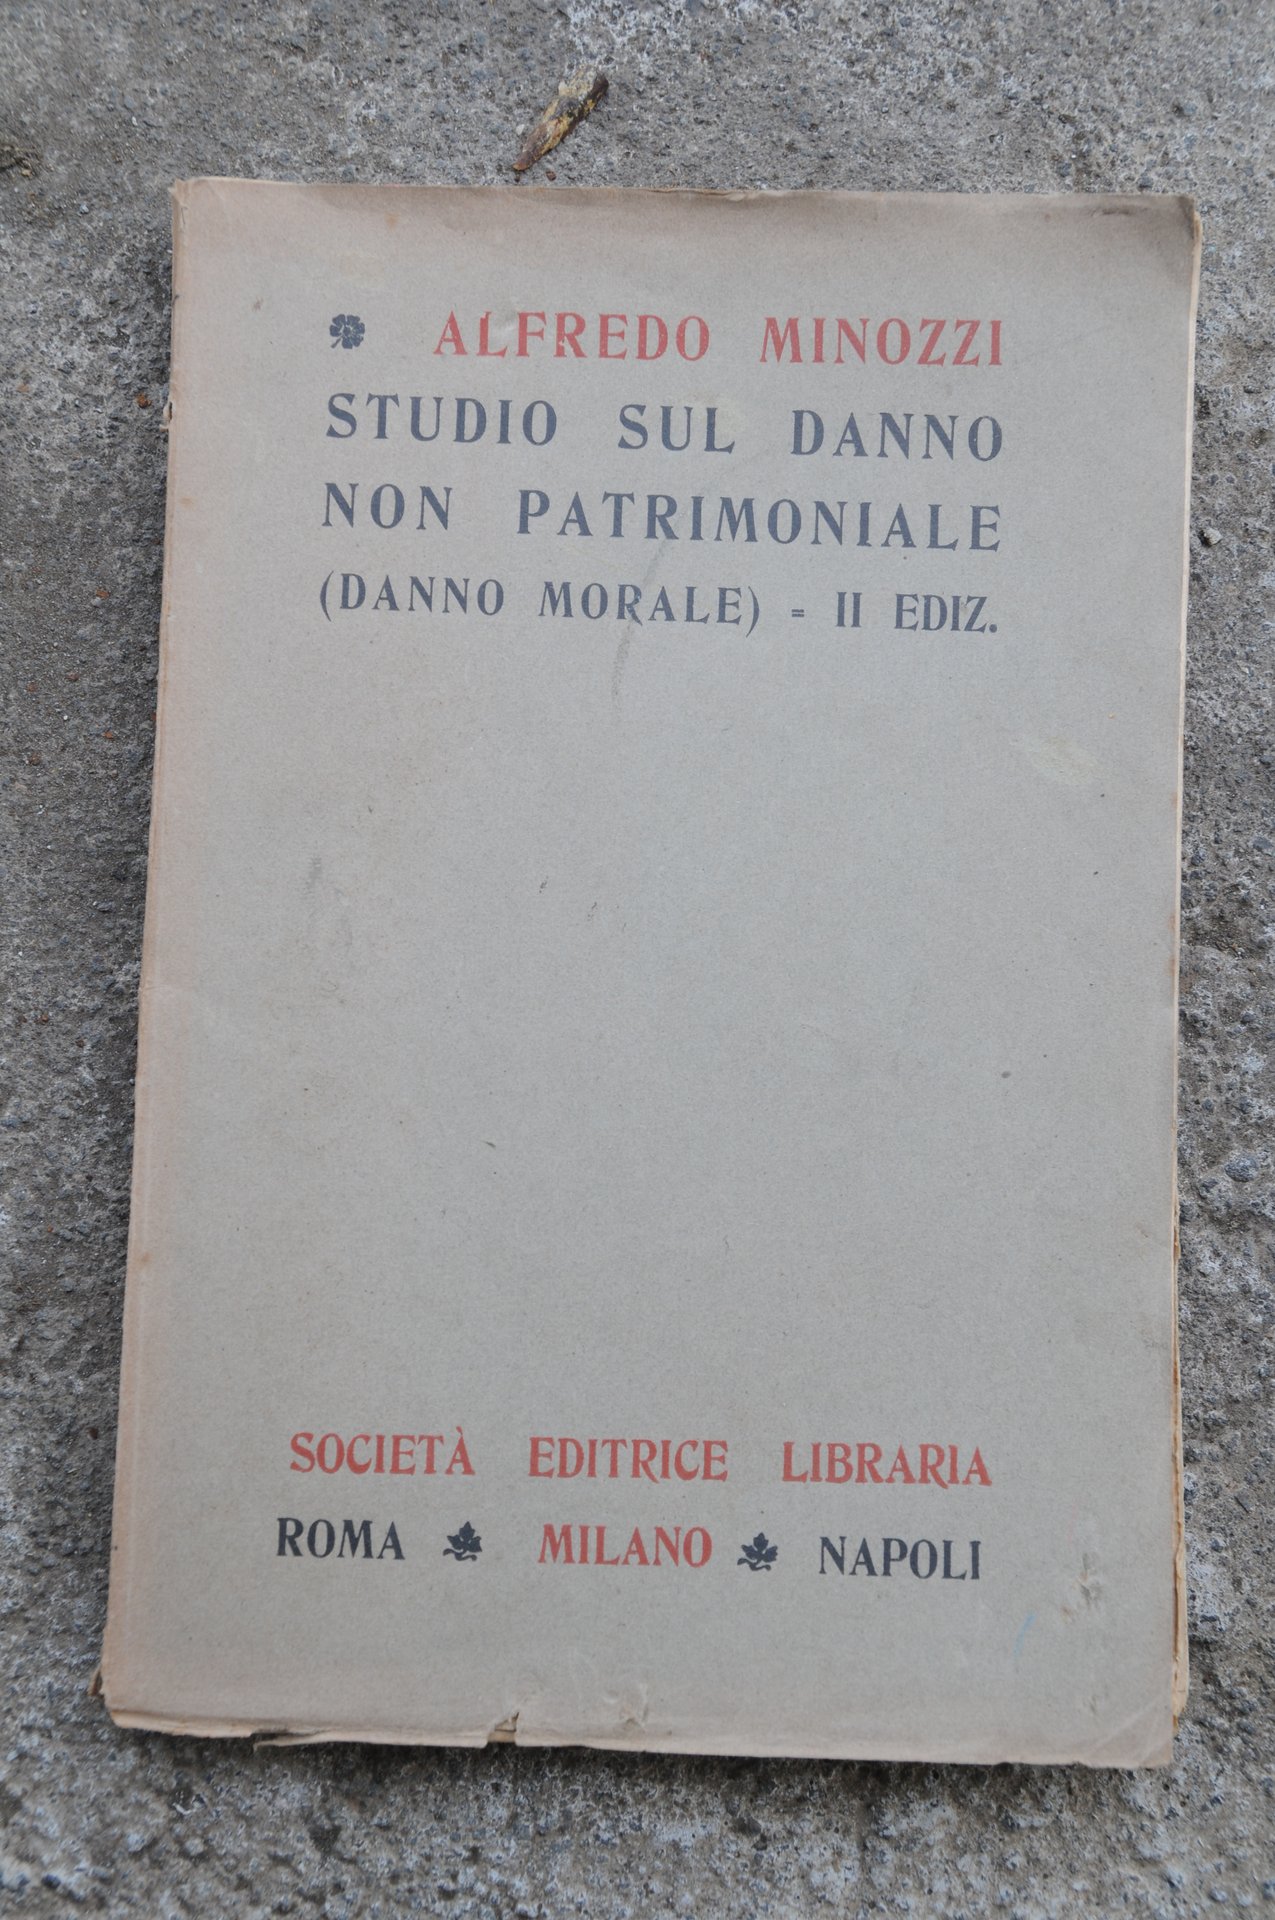 ALFREDO MINOZZI
STUDIO SUL DANNO
NON PATRIMONIALE
(DANNO MORALE) = II EDIZ.
SOCIETÀ EDITRICE LIBRARIA
ROMA MILANO NAPOLI